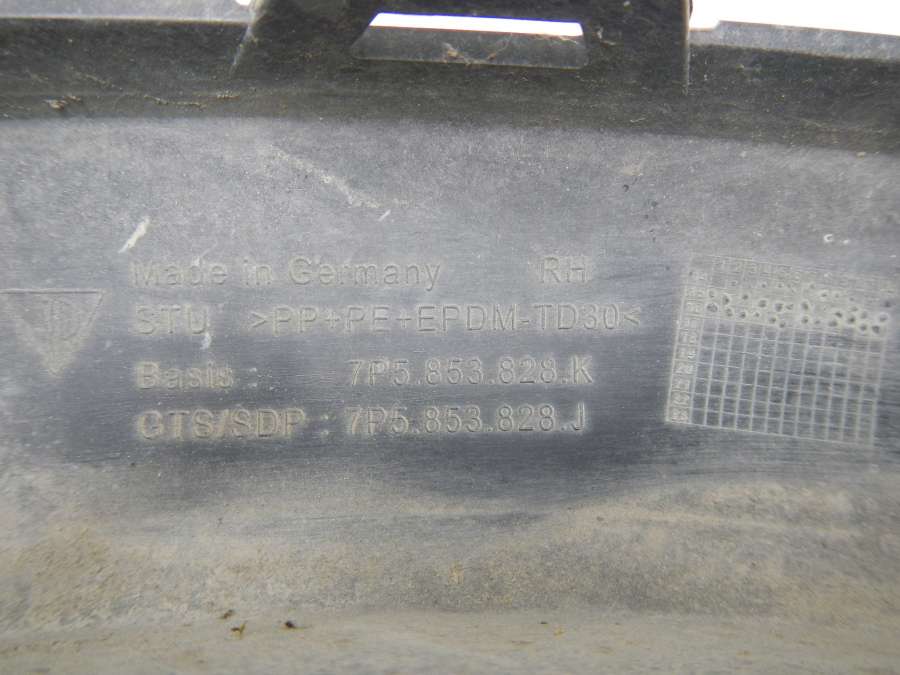 Made in Germany RH
STU >PP+PE+EPDM-TD30<
Basis : 7P5.853.828.K
GTS/SDP : 7P5.853.828.J